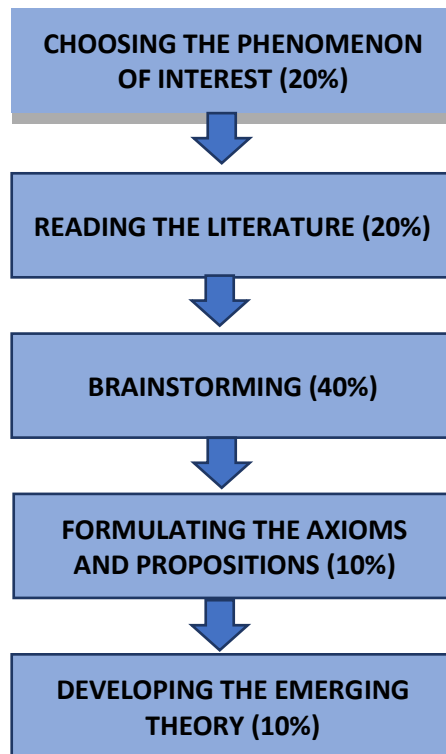 CHOOSING THE PHENOMENON
OF INTEREST (20%)
READING THE LITERATURE (20%)
BRAINSTORMING (40%)
FORMULATING THE AXIOMS
AND PROPOSITIONS (10%)
DEVELOPING THE EMERGING
THEORY (10%)